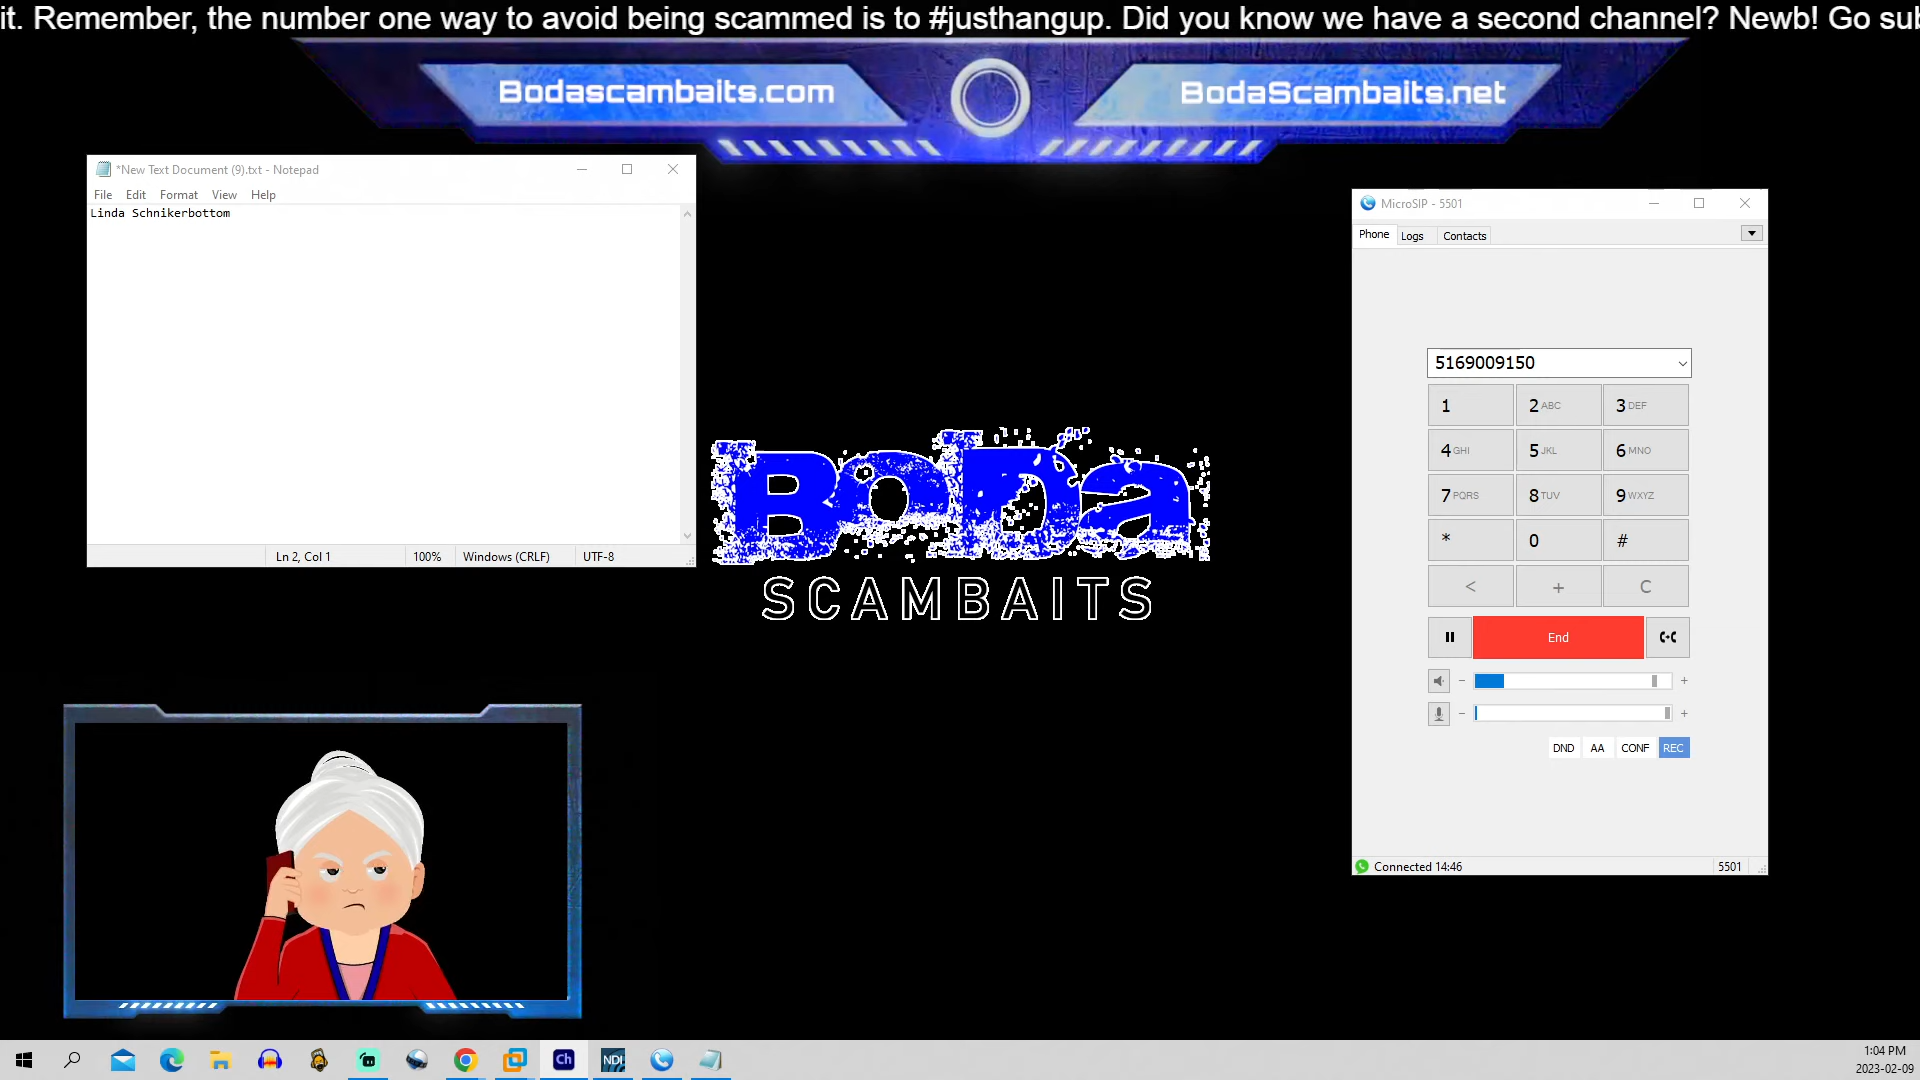 it. Remember, the number one way to avoid being scammed is to #justhangup. Did you know we have a second channel? Newb! Go sub
Bodascambaits.com
BodaScambaits.net
*New Text Document (9).txt - Notepad
File Edit Format View Help
Linda Schnikerbottom
Ln 2, Col 1 100% Windows (CRLF) UTF-8
MicroSIP - 5501
Phone Logs Contacts
5169009150
1 2 ABC 3 DEF
4 GHI 5 JKL 6 MNO
7 PQRS 8 TUV 9 WXYZ
* 0 #
< + C
End
- +
- +
DND AA CONF REC
Connected 14:46 5501
Boda
SCAMBAITS
Ch NDI
1:04 PM
2023-02-09